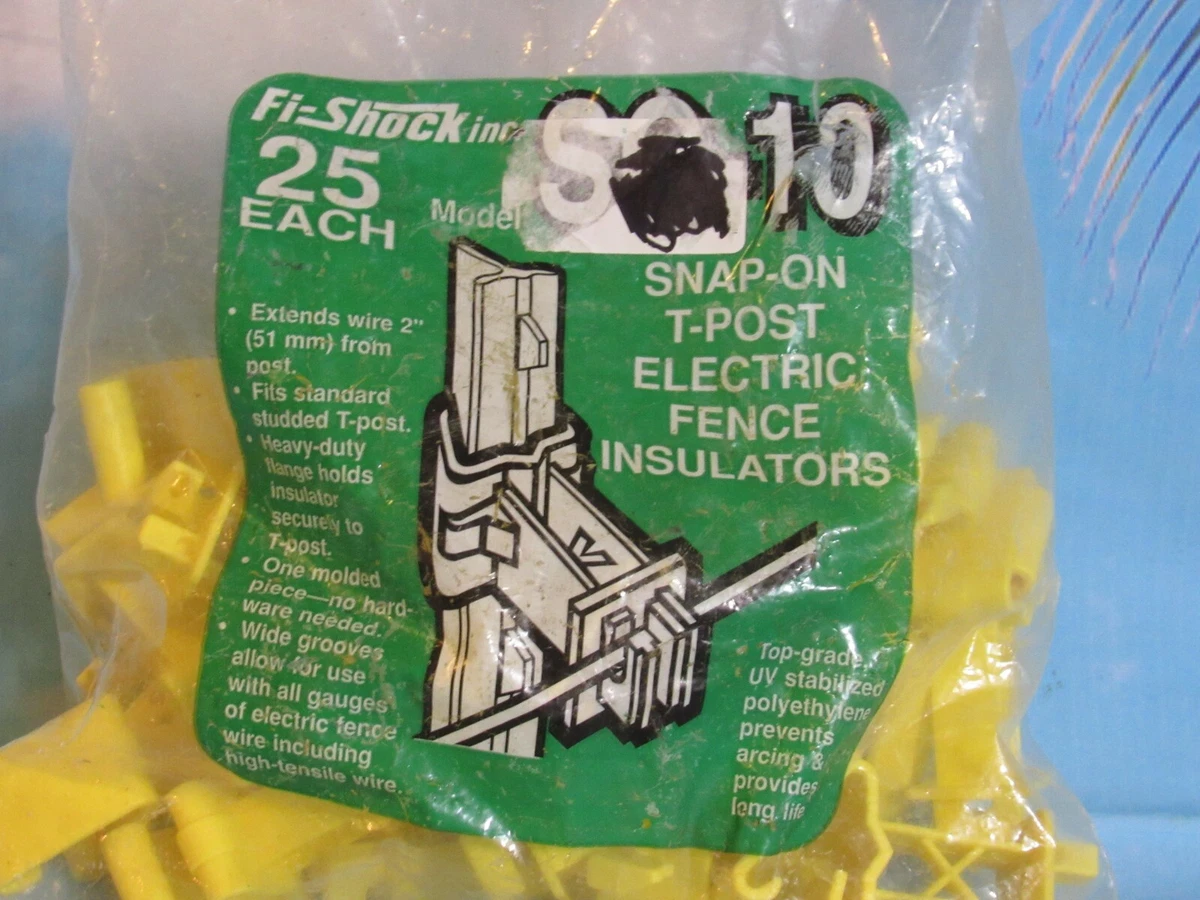 Fi-Shock inc.
25
EACH
Model S -10
SNAP-ON
T-POST
ELECTRIC
FENCE
INSULATORS
• Extends wire 2"
(51 mm) from
post.
• Fits standard
studded T-post.
• Heavy-duty
flange holds
insulator
securely to
T-post.
• One molded
piece—no hard-
ware needed.
• Wide grooves
allow for use
with all gauges
of electric fence
wire including
high-tensile wire.
Top-grade,
UV stabilized
polyethylene
prevents
arcing &
provides
long life